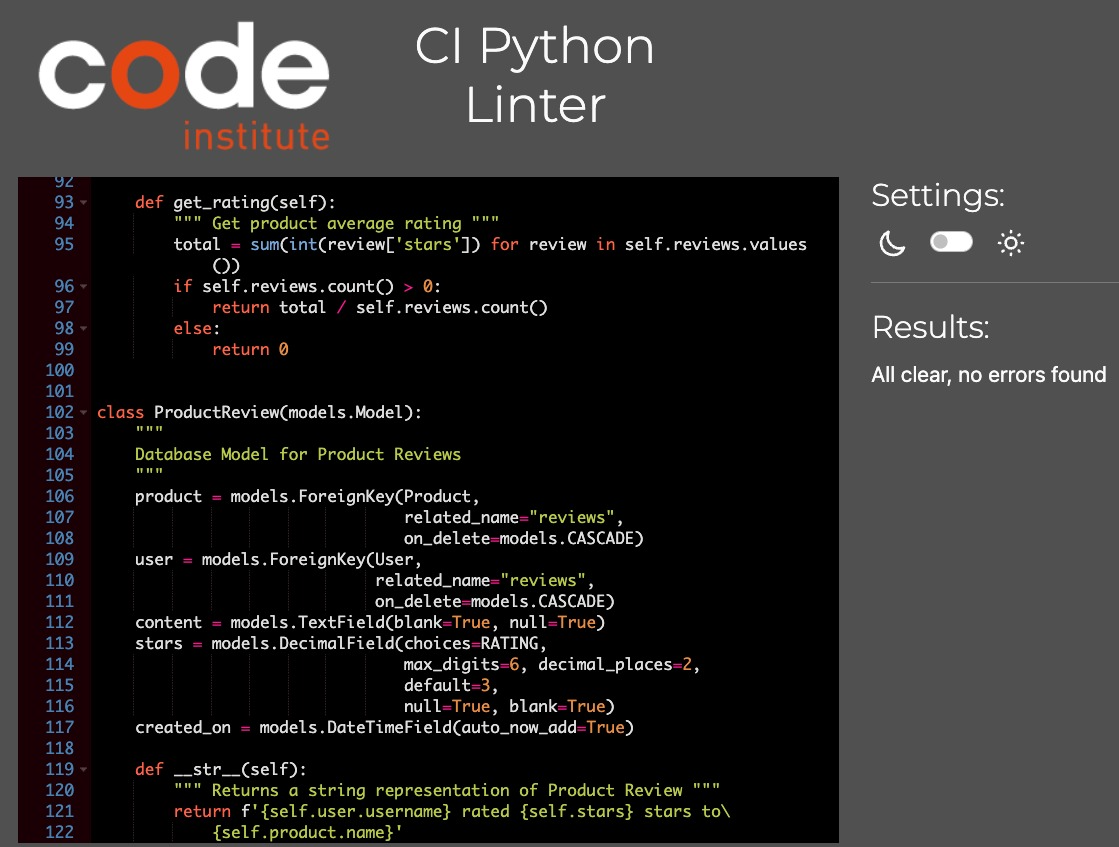 code
institute
CI Python
Linter
92
93 def get_rating(self):
94 """ Get product average rating """
95 total = sum(int(review['stars']) for review in self.reviews.values
())
96 if self.reviews.count() > 0:
97 return total / self.reviews.count()
98 else:
99 return 0
100
101
102 class ProductReview(models.Model):
103 """
104 Database Model for Product Reviews
105 """
106 product = models.ForeignKey(Product,
107 related_name="reviews",
108 on_delete=models.CASCADE)
109 user = models.ForeignKey(User,
110 related_name="reviews",
111 on_delete=models.CASCADE)
112 content = models.TextField(blank=True, null=True)
113 stars = models.DecimalField(choices=RATING,
114 max_digits=6, decimal_places=2,
115 default=3,
116 null=True, blank=True)
117 created_on = models.DateTimeField(auto_now_add=True)
118
119 def __str__(self):
120 """ Returns a string representation of Product Review """
121 return f'{self.user.username} rated {self.stars} stars to\
122 {self.product.name}'
Settings:
Results:
All clear, no errors found